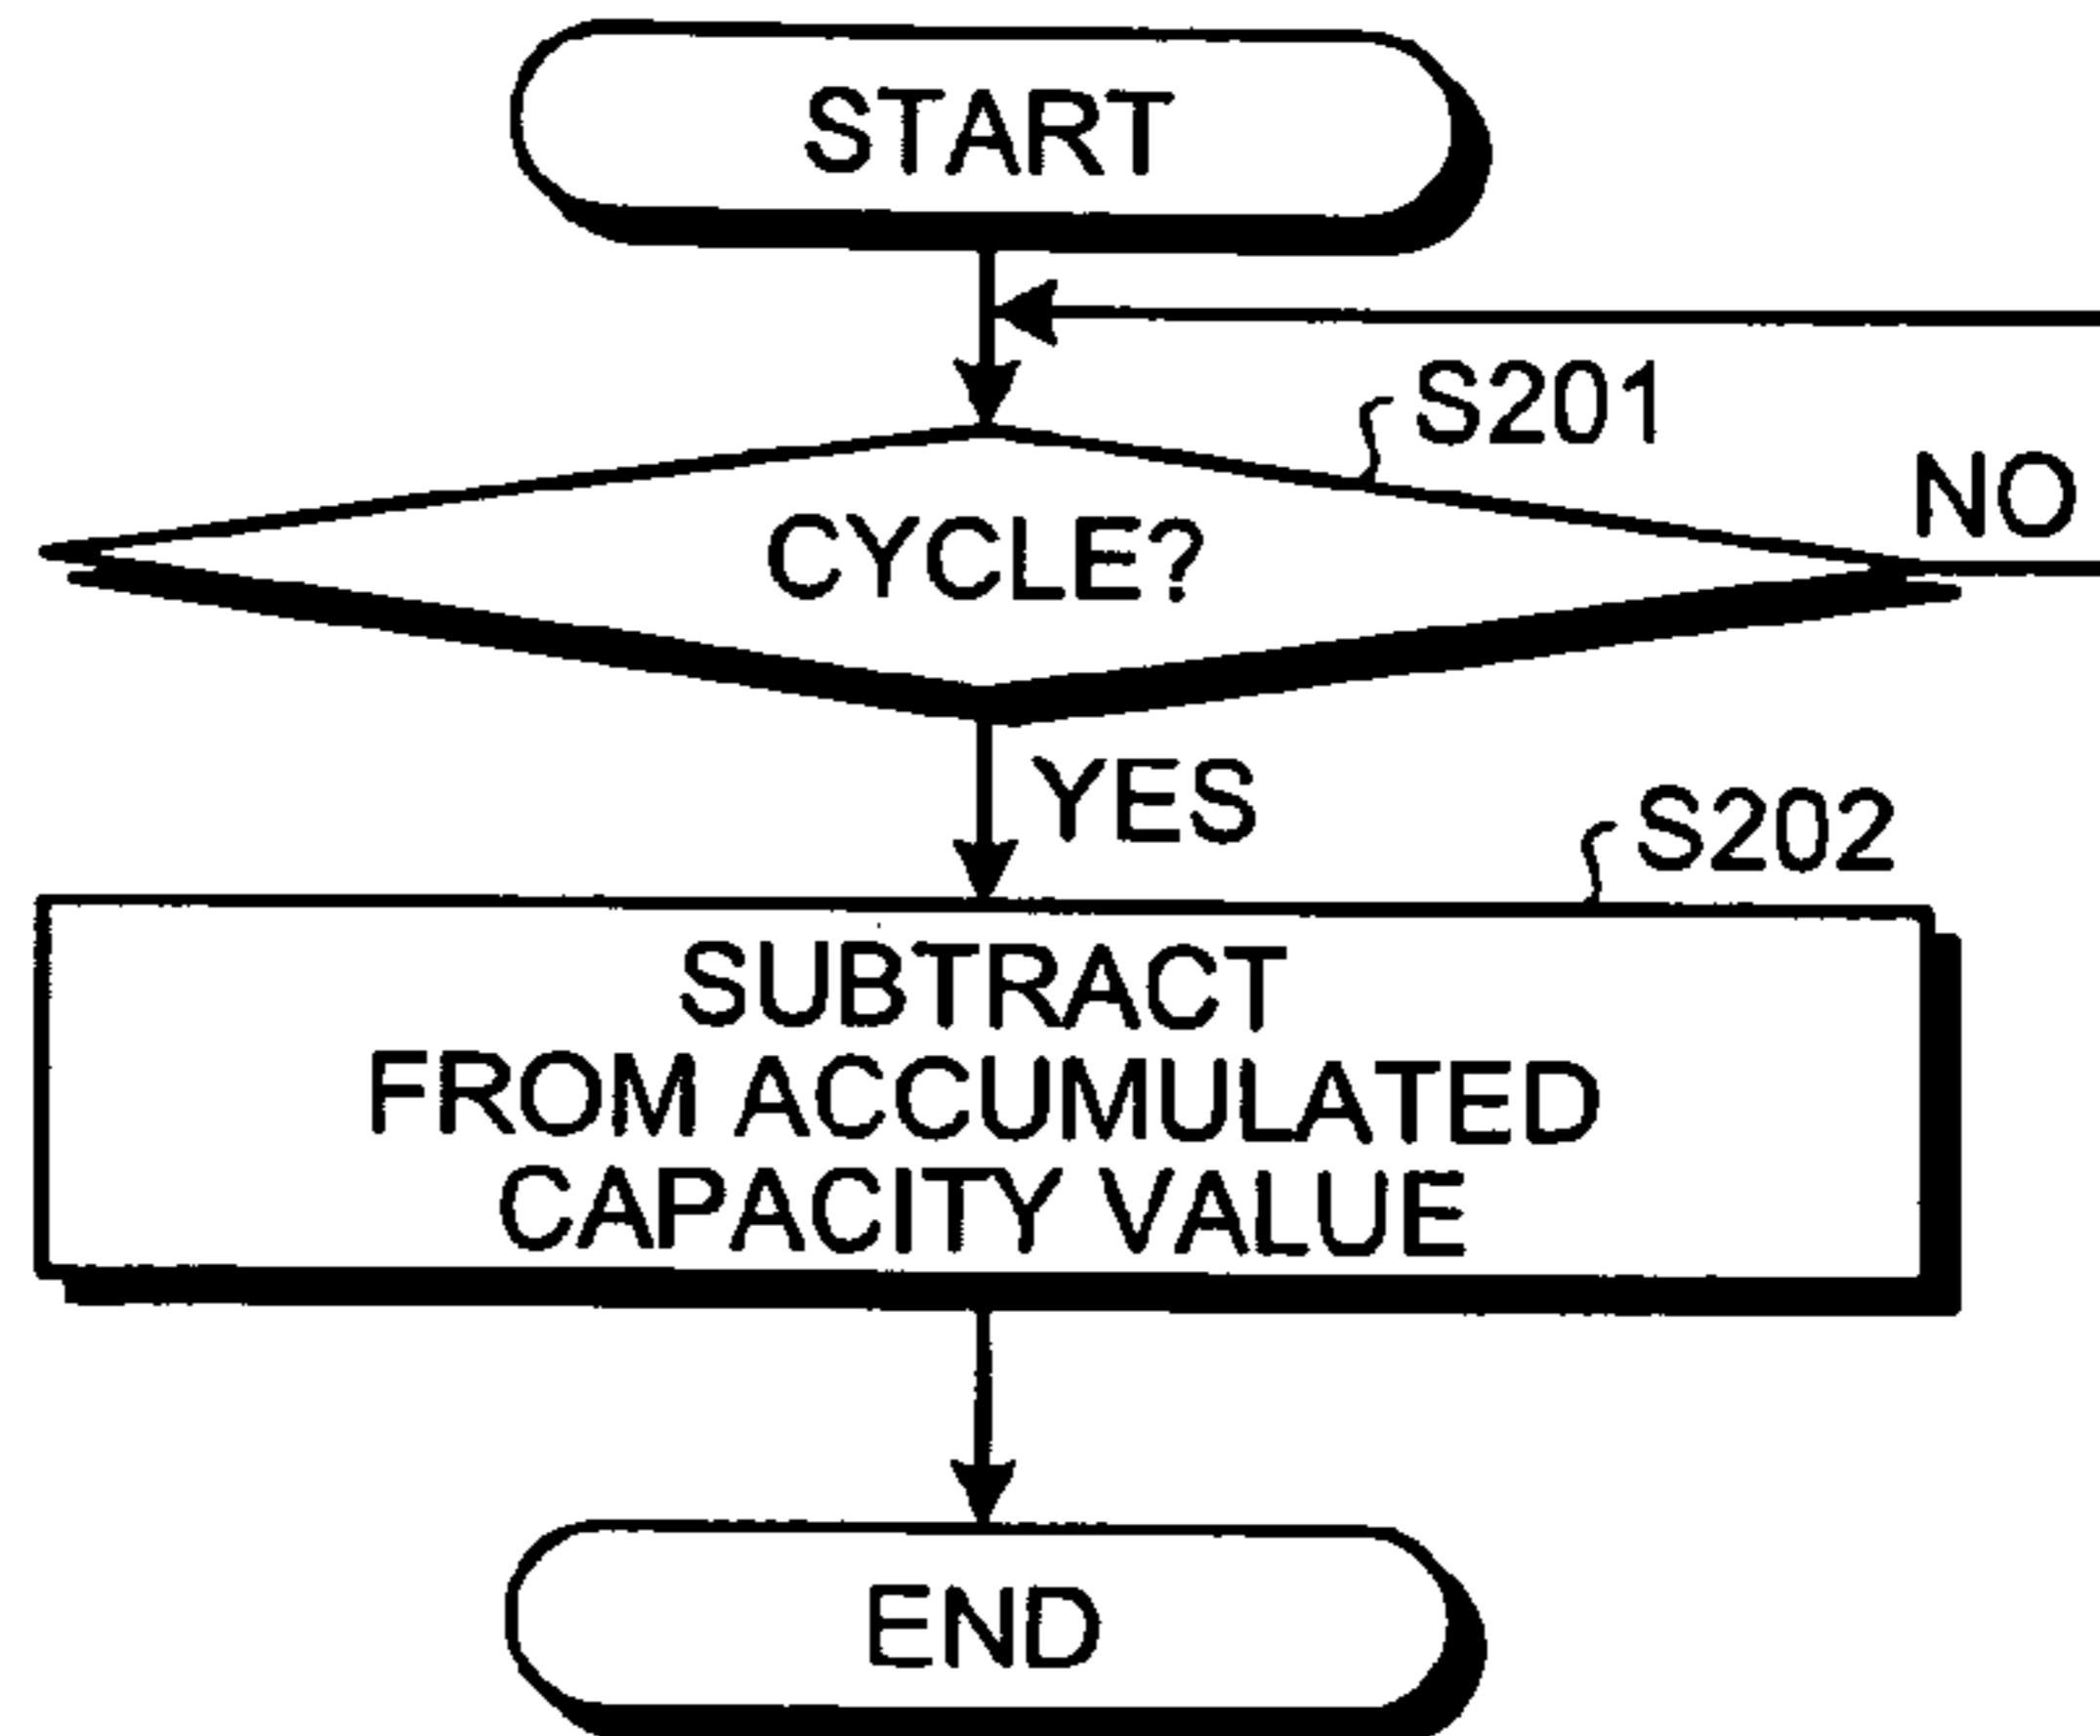 START
S201
NO
CYCLE?
YES
S202
SUBTRACT
FROM ACCUMULATED
CAPACITY VALUE
END